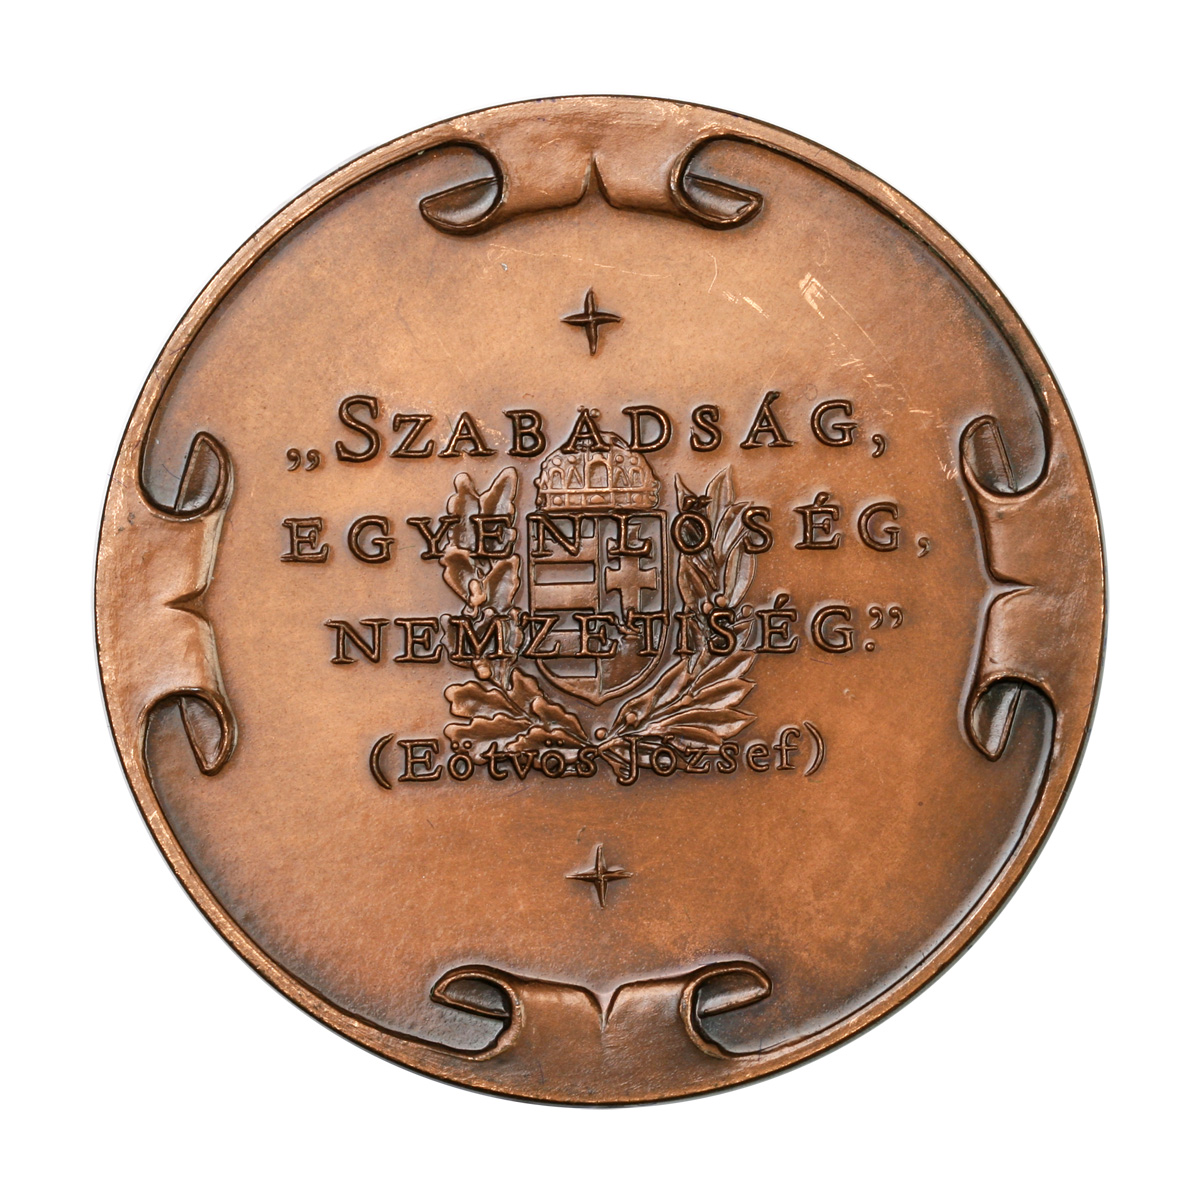 „SZABADSÁG,
EGYENLŐSÉG,
NEMZETISÉG.”
(Eötvös József)